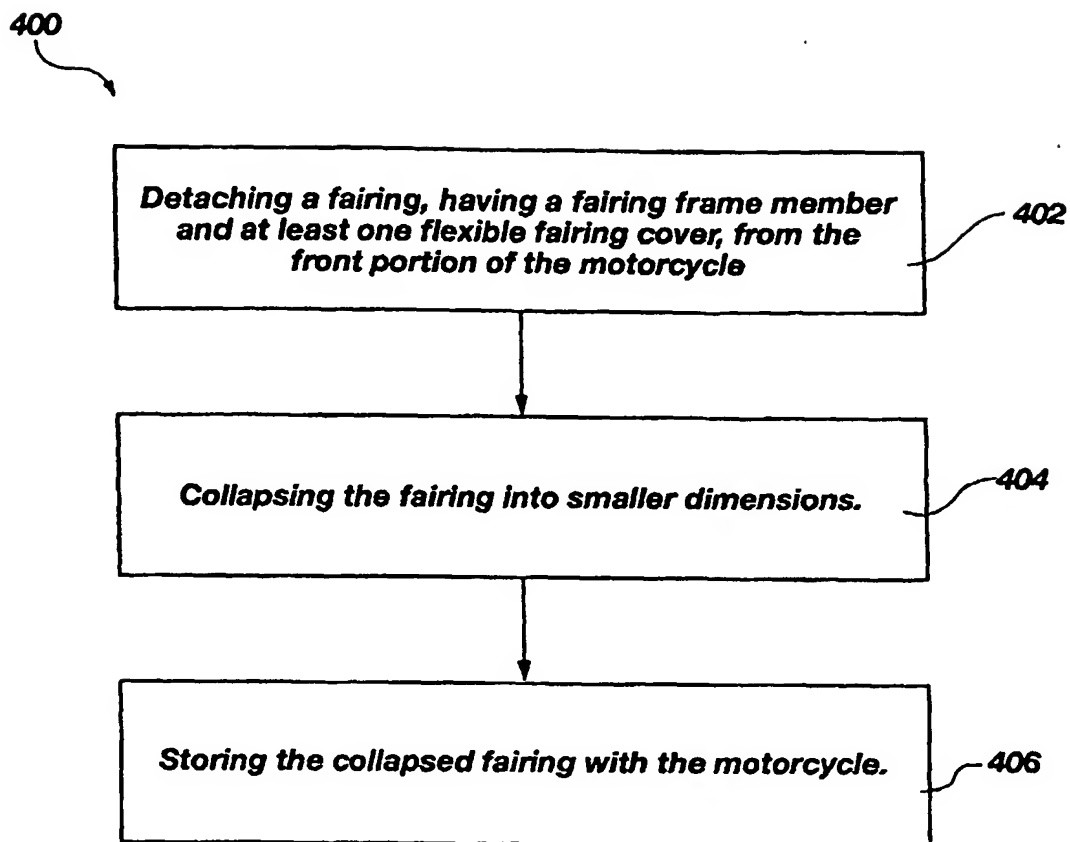 400
Detaching a fairing, having a fairing frame member
and at least one flexible fairing cover, from the
front portion of the motorcycle
402
Collapsing the fairing into smaller dimensions.
404
Storing the collapsed fairing with the motorcycle.
406